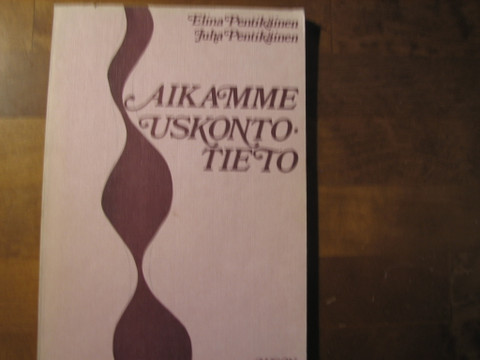 Elina Pentikäinen
Juha Pentikäinen
AIKAMME
USKONTO-
TIETO